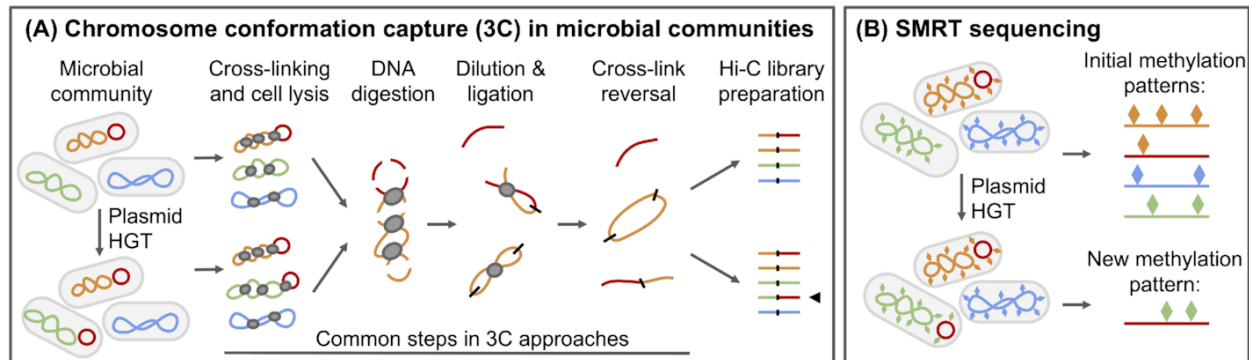 (A) Chromosome conformation capture (3C) in microbial communities
Microbial
community
Cross-linking
and cell lysis
DNA
digestion
Dilution &
ligation
Cross-link
reversal
Hi-C library
preparation
Plasmid
HGT
Common steps in 3C approaches
(B) SMRT sequencing
Initial methylation
patterns:
Plasmid
HGT
New methylation
pattern: